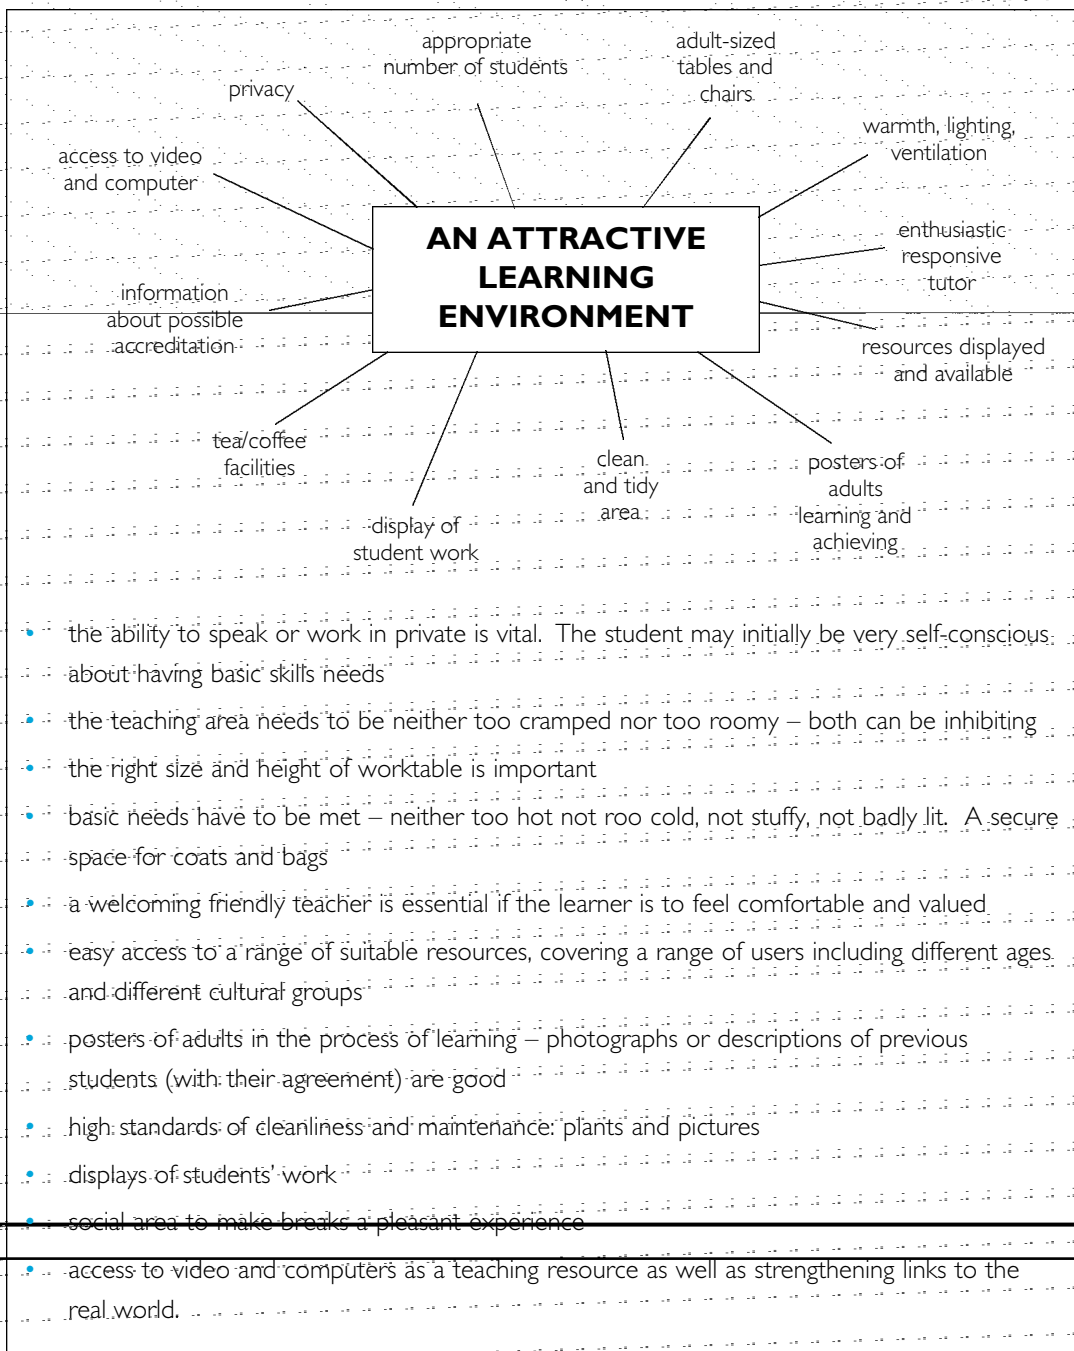 appropriate
number of students
adult-sized
tables and
chairs
privacy
warmth, lighting,
ventilation
access to video
and computer
AN ATTRACTIVE
LEARNING
ENVIRONMENT
enthusiastic
responsive
tutor
information
about possible
accreditation
resources displayed
and available
tea/coffee
facilities
clean
and tidy
area
posters of
adults
learning and
achieving
display of
student work
• the ability to speak or work in private is vital. The student may initially be very self-conscious
about having basic skills needs
• the teaching area needs to be neither too cramped nor too roomy – both can be inhibiting
• the right size and height of worktable is important
• basic needs have to be met – neither too hot not roo cold, not stuffy, not badly lit. A secure
space for coats and bags
• a welcoming friendly teacher is essential if the learner is to feel comfortable and valued
• easy access to a range of suitable resources, covering a range of users including different ages
and different cultural groups
• posters of adults in the process of learning – photographs or descriptions of previous
students (with their agreement) are good
• high standards of cleanliness and maintenance: plants and pictures
• displays of students' work
• social area to make breaks a pleasant experience
• access to video and computers as a teaching resource as well as strengthening links to the
real world.